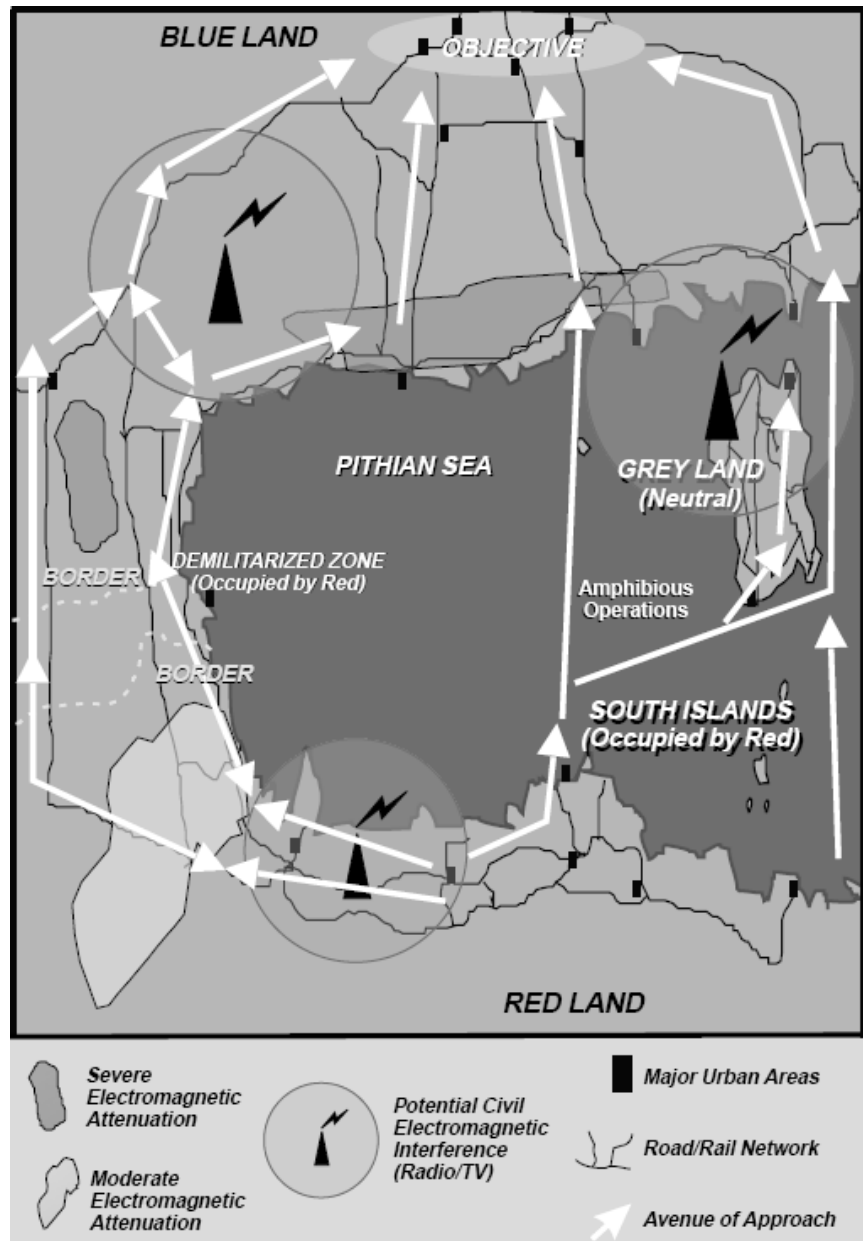 BLUE LAND
OBJECTIVE
PITHIAN SEA
GREY LAND
(Neutral)
BORDER
DEMILITARIZED ZONE
(Occupied by Red)
Amphibious
Operations
BORDER
SOUTH ISLANDS
(Occupied by Red)
RED LAND
Severe
Electromagnetic
Attenuation
Moderate
Electromagnetic
Attenuation
Potential Civil
Electromagnetic
Interference
(Radio/TV)
Major Urban Areas
Road/Rail Network
Avenue of Approach